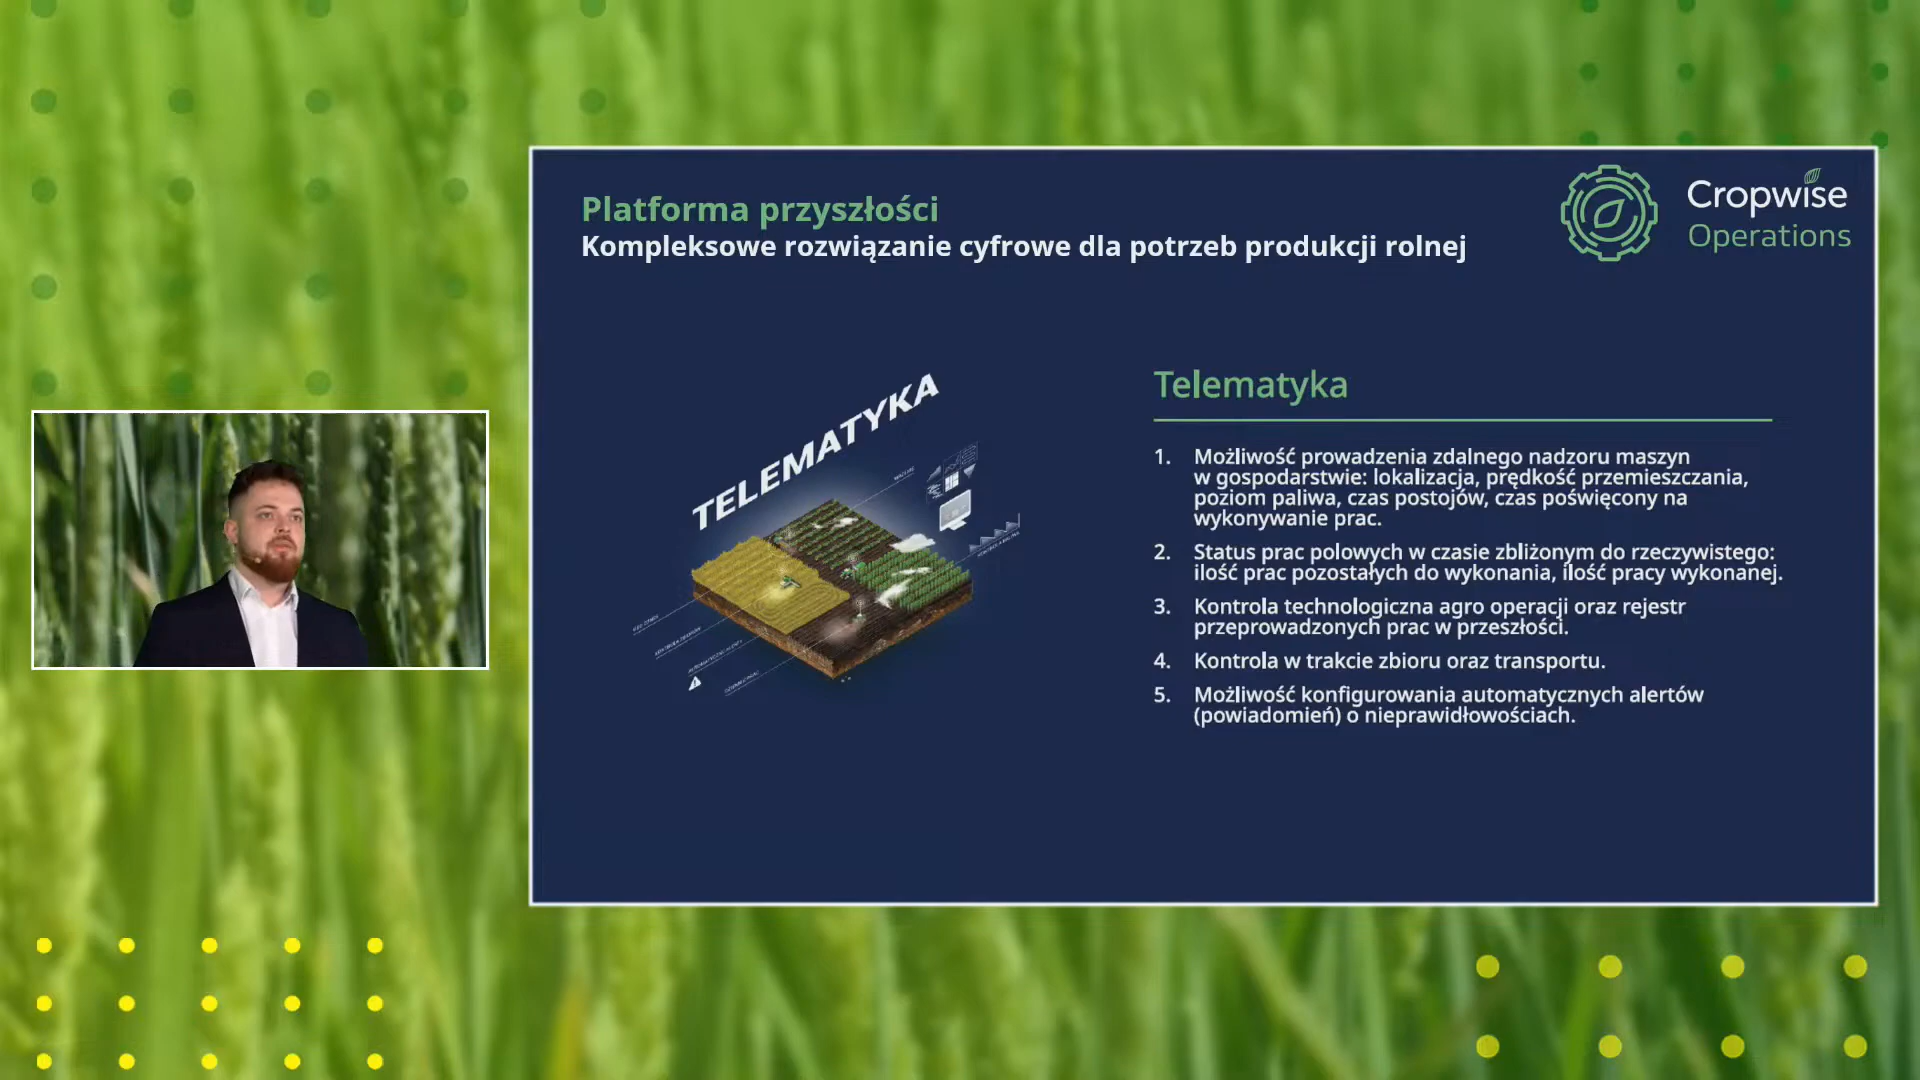 Platforma przyszłości
Kompleksowe rozwiązanie cyfrowe dla potrzeb produkcji rolnej
Cropwise
Operations
TELEMATYKA
Telematyka
1. Możliwość prowadzenia zdalnego nadzoru maszyn
w gospodarstwie: lokalizacja, prędkość przemieszczania,
poziom paliwa, czas postojów, czas poświęcony na
wykonywanie prac.
2. Status prac polowych w czasie zbliżonym do rzeczywistego:
ilość prac pozostałych do wykonania, ilość pracy wykonanej.
3. Kontrola technologiczna agro operacji oraz rejestr
przeprowadzonych prac w przeszłości.
4. Kontrola w trakcie zbioru oraz transportu.
5. Możliwość konfigurowania automatycznych alertów
(powiadomień) o nieprawidłowościach.